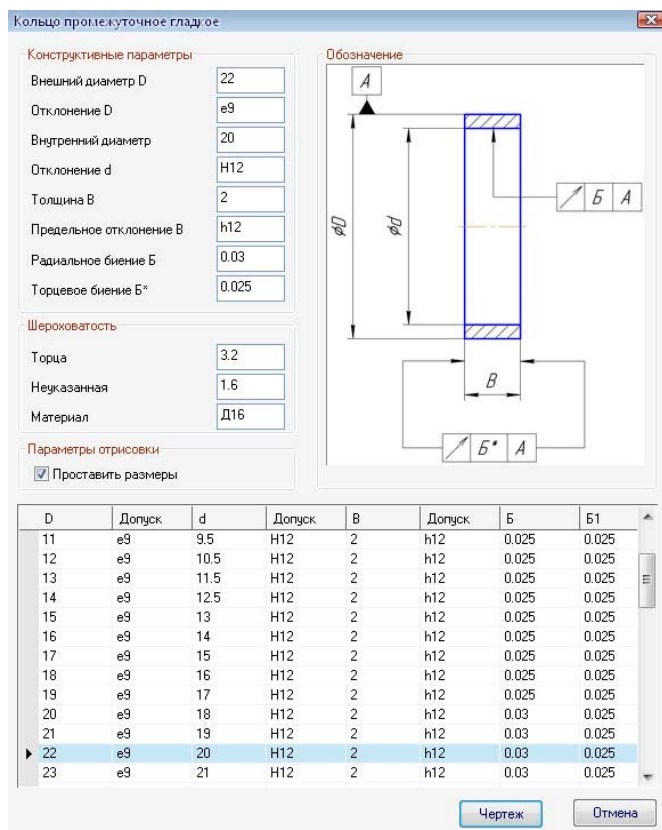 Кольцо промежуточное гладкое
Конструктивные параметры
Внешний диаметр D 22
Отклонение D e9
Внутренний диаметр 20
Отклонение d H12
Толщина B 2
Предельное отклонение B h12
Радиальное биение Б 0.03
Торцевое биение Б* 0.025
Шероховатость
Торца 3.2
Неуказанная 1.6
Материал Д16
Параметры отрисовки
Проставить размеры
Обозначение
А
⌀D
⌀d
Б А
B
Б* А
D Допуск d Допуск B Допуск Б Б1
11 e9 9.5 H12 2 h12 0.025 0.025
12 e9 10.5 H12 2 h12 0.025 0.025
13 e9 11.5 H12 2 h12 0.025 0.025
14 e9 12.5 H12 2 h12 0.025 0.025
15 e9 13 H12 2 h12 0.025 0.025
16 e9 14 H12 2 h12 0.025 0.025
17 e9 15 H12 2 h12 0.025 0.025
18 e9 16 H12 2 h12 0.025 0.025
19 e9 17 H12 2 h12 0.025 0.025
20 e9 18 H12 2 h12 0.03 0.025
21 e9 19 H12 2 h12 0.03 0.025
22 e9 20 H12 2 h12 0.03 0.025
23 e9 21 H12 2 h12 0.03 0.025
Чертеж Отмена